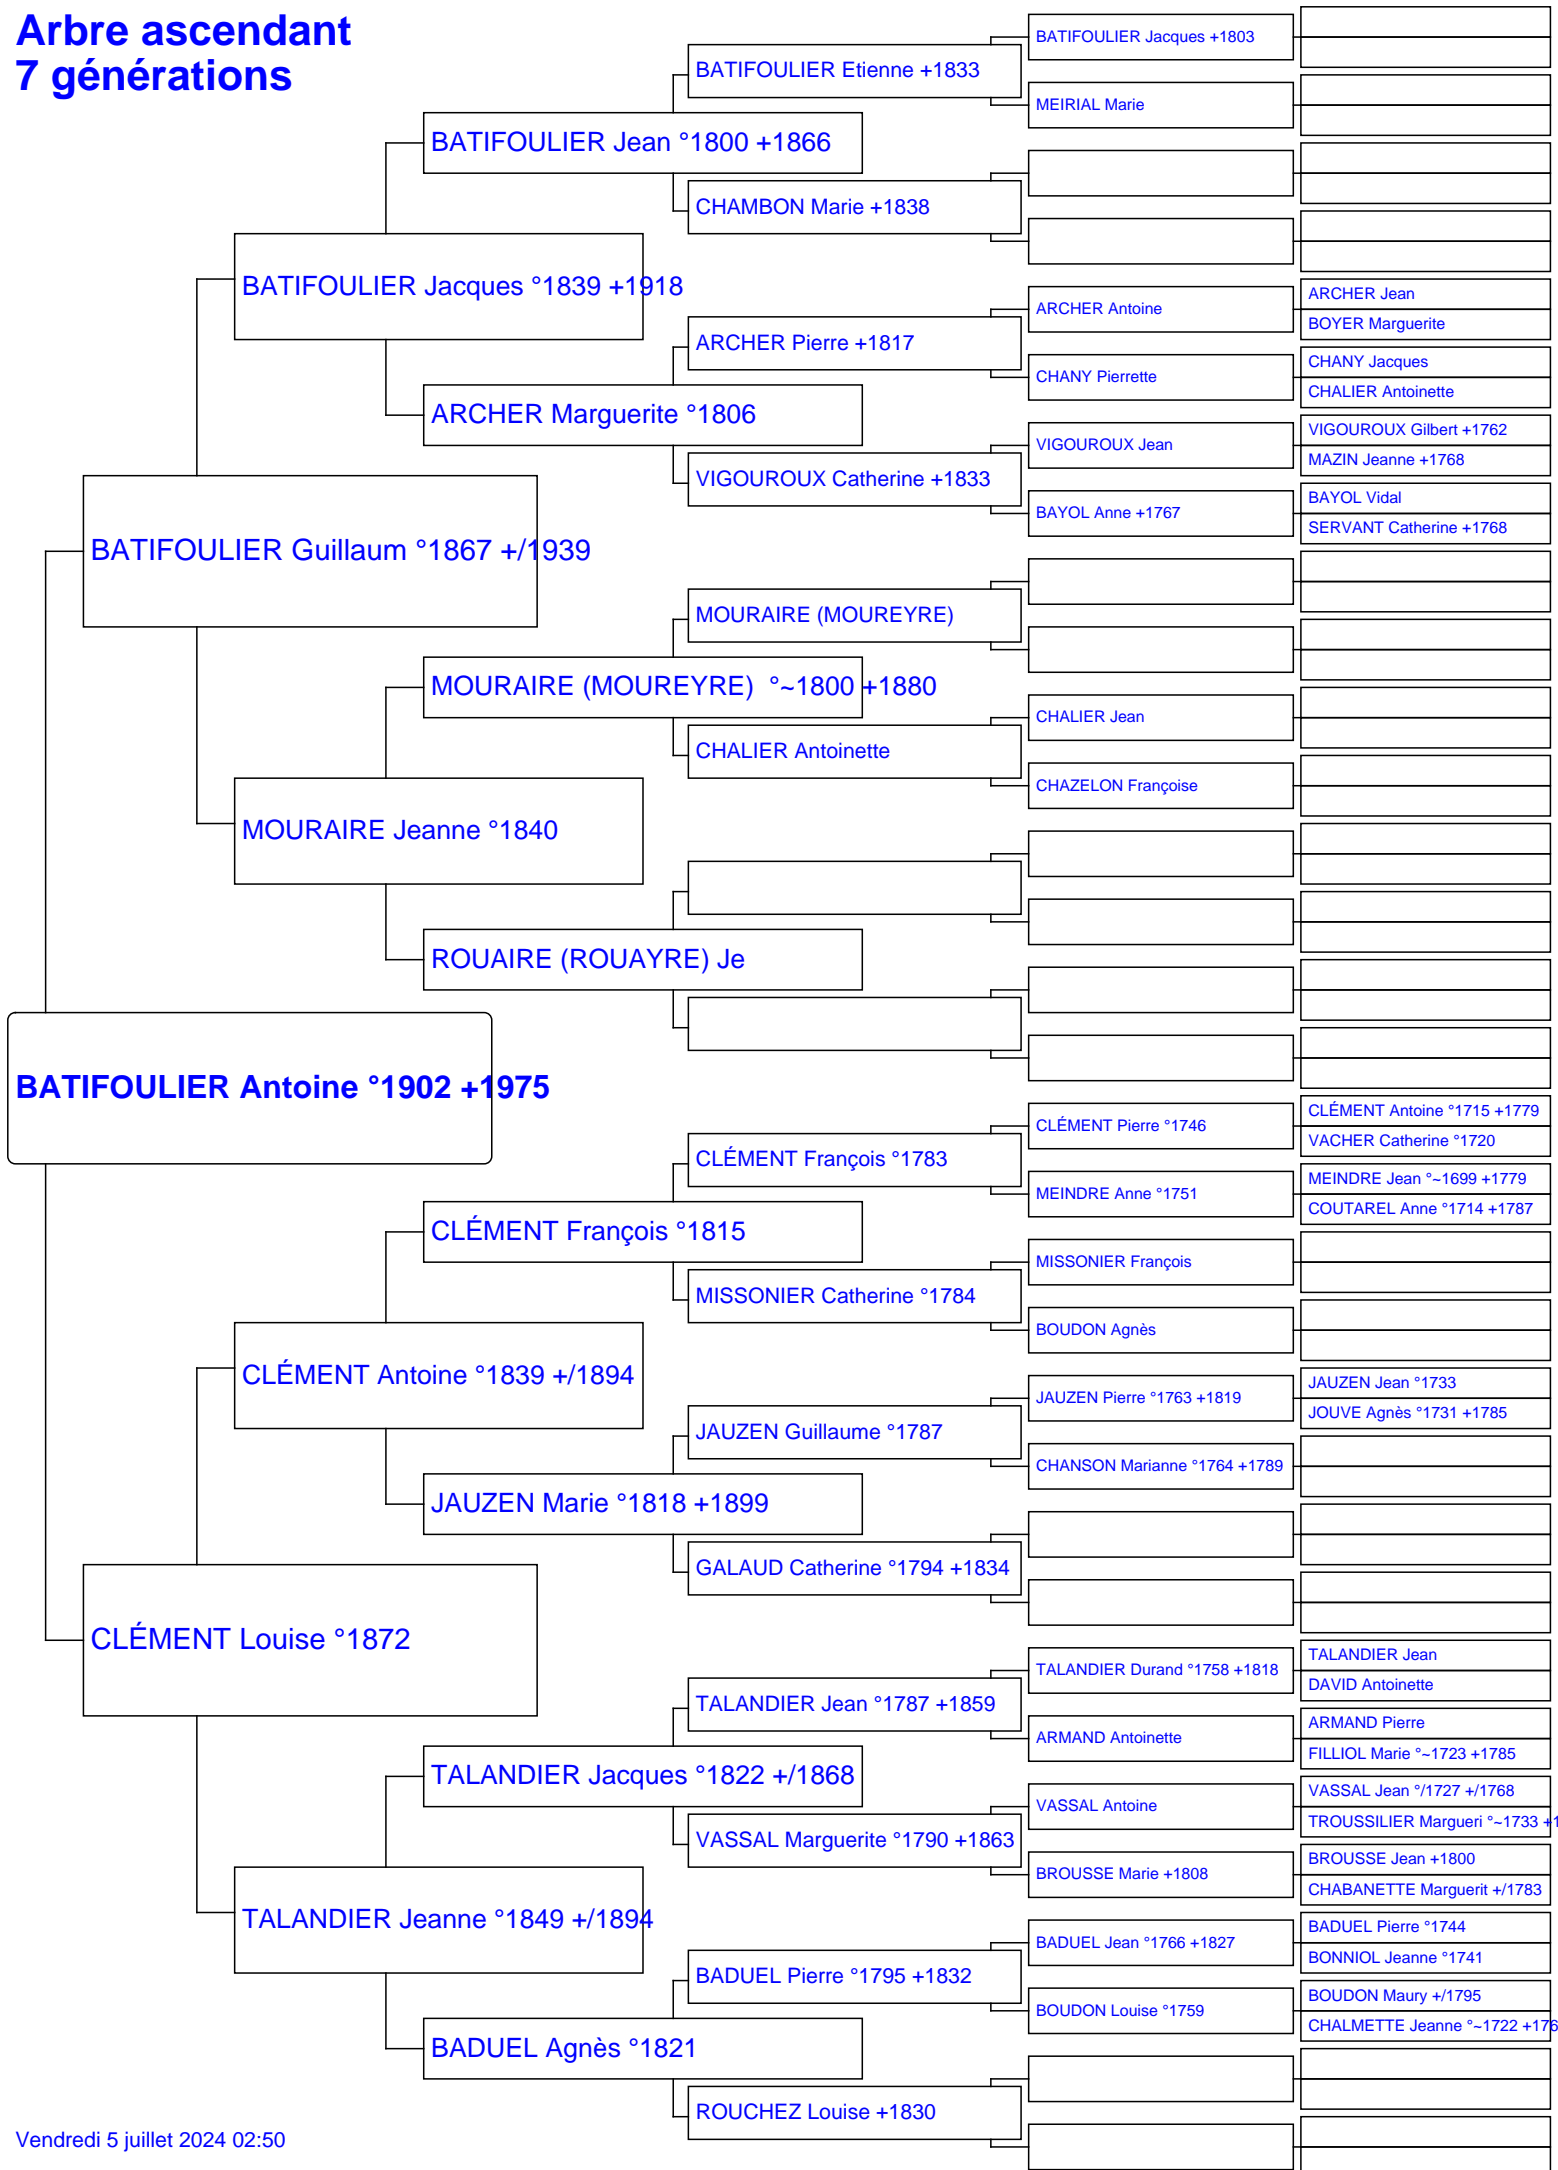 Arbre ascendant
7 générations
BATIFOULIER Jacques +1803
BATIFOULIER Etienne +1833
MEIRIAL Marie
BATIFOULIER Jean °1800 +1866
CHAMBON Marie +1838
BATIFOULIER Jacques °1839 +1918
ARCHER Jean
ARCHER Antoine
BOYER Marguerite
ARCHER Pierre +1817
CHANY Jacques
CHANY Pierrette
CHALIER Antoinette
ARCHER Marguerite °1806
VIGOUROUX Gilbert +1762
VIGOUROUX Jean
MAZIN Jeanne +1768
VIGOUROUX Catherine +1833
BAYOL Vidal
BAYOL Anne +1767
SERVANT Catherine +1768
BATIFOULIER Guillaum °1867 +/1939
MOURAIRE (MOUREYRE)
MOURAIRE (MOUREYRE)  °~1800 +1880
CHALIER Jean
CHALIER Antoinette
CHAZELON Françoise
MOURAIRE Jeanne °1840
ROUAIRE (ROUAYRE) Je
BATIFOULIER Antoine °1902 +1975
CLÉMENT Antoine °1715 +1779
CLÉMENT Pierre °1746
VACHER Catherine °1720
CLÉMENT François °1783
MEINDRE Jean °~1699 +1779
MEINDRE Anne °1751
COUTAREL Anne °1714 +1787
CLÉMENT François °1815
MISSONIER François
MISSONIER Catherine °1784
BOUDON Agnès
CLÉMENT Antoine °1839 +/1894
JAUZEN Jean °1733
JAUZEN Pierre °1763 +1819
JOUVE Agnès °1731 +1785
JAUZEN Guillaume °1787
CHANSON Marianne °1764 +1789
JAUZEN Marie °1818 +1899
GALAUD Catherine °1794 +1834
CLÉMENT Louise °1872
TALANDIER Jean
TALANDIER Durand °1758 +1818
DAVID Antoinette
TALANDIER Jean °1787 +1859
ARMAND Pierre
ARMAND Antoinette
FILLIOL Marie °~1723 +1785
TALANDIER Jacques °1822 +/1868
VASSAL Jean °/1727 +/1768
VASSAL Antoine
TROUSSILIER Margueri °~1733 +1
VASSAL Marguerite °1790 +1863
BROUSSE Jean +1800
BROUSSE Marie +1808
CHABANETTE Marguerit +/1783
TALANDIER Jeanne °1849 +/1894
BADUEL Pierre °1744
BADUEL Jean °1766 +1827
BONNIOL Jeanne °1741
BADUEL Pierre °1795 +1832
BOUDON Maury +/1795
BOUDON Louise °1759
CHALMETTE Jeanne °~1722 +176
BADUEL Agnès °1821
ROUCHEZ Louise +1830
Vendredi 5 juillet 2024 02:50